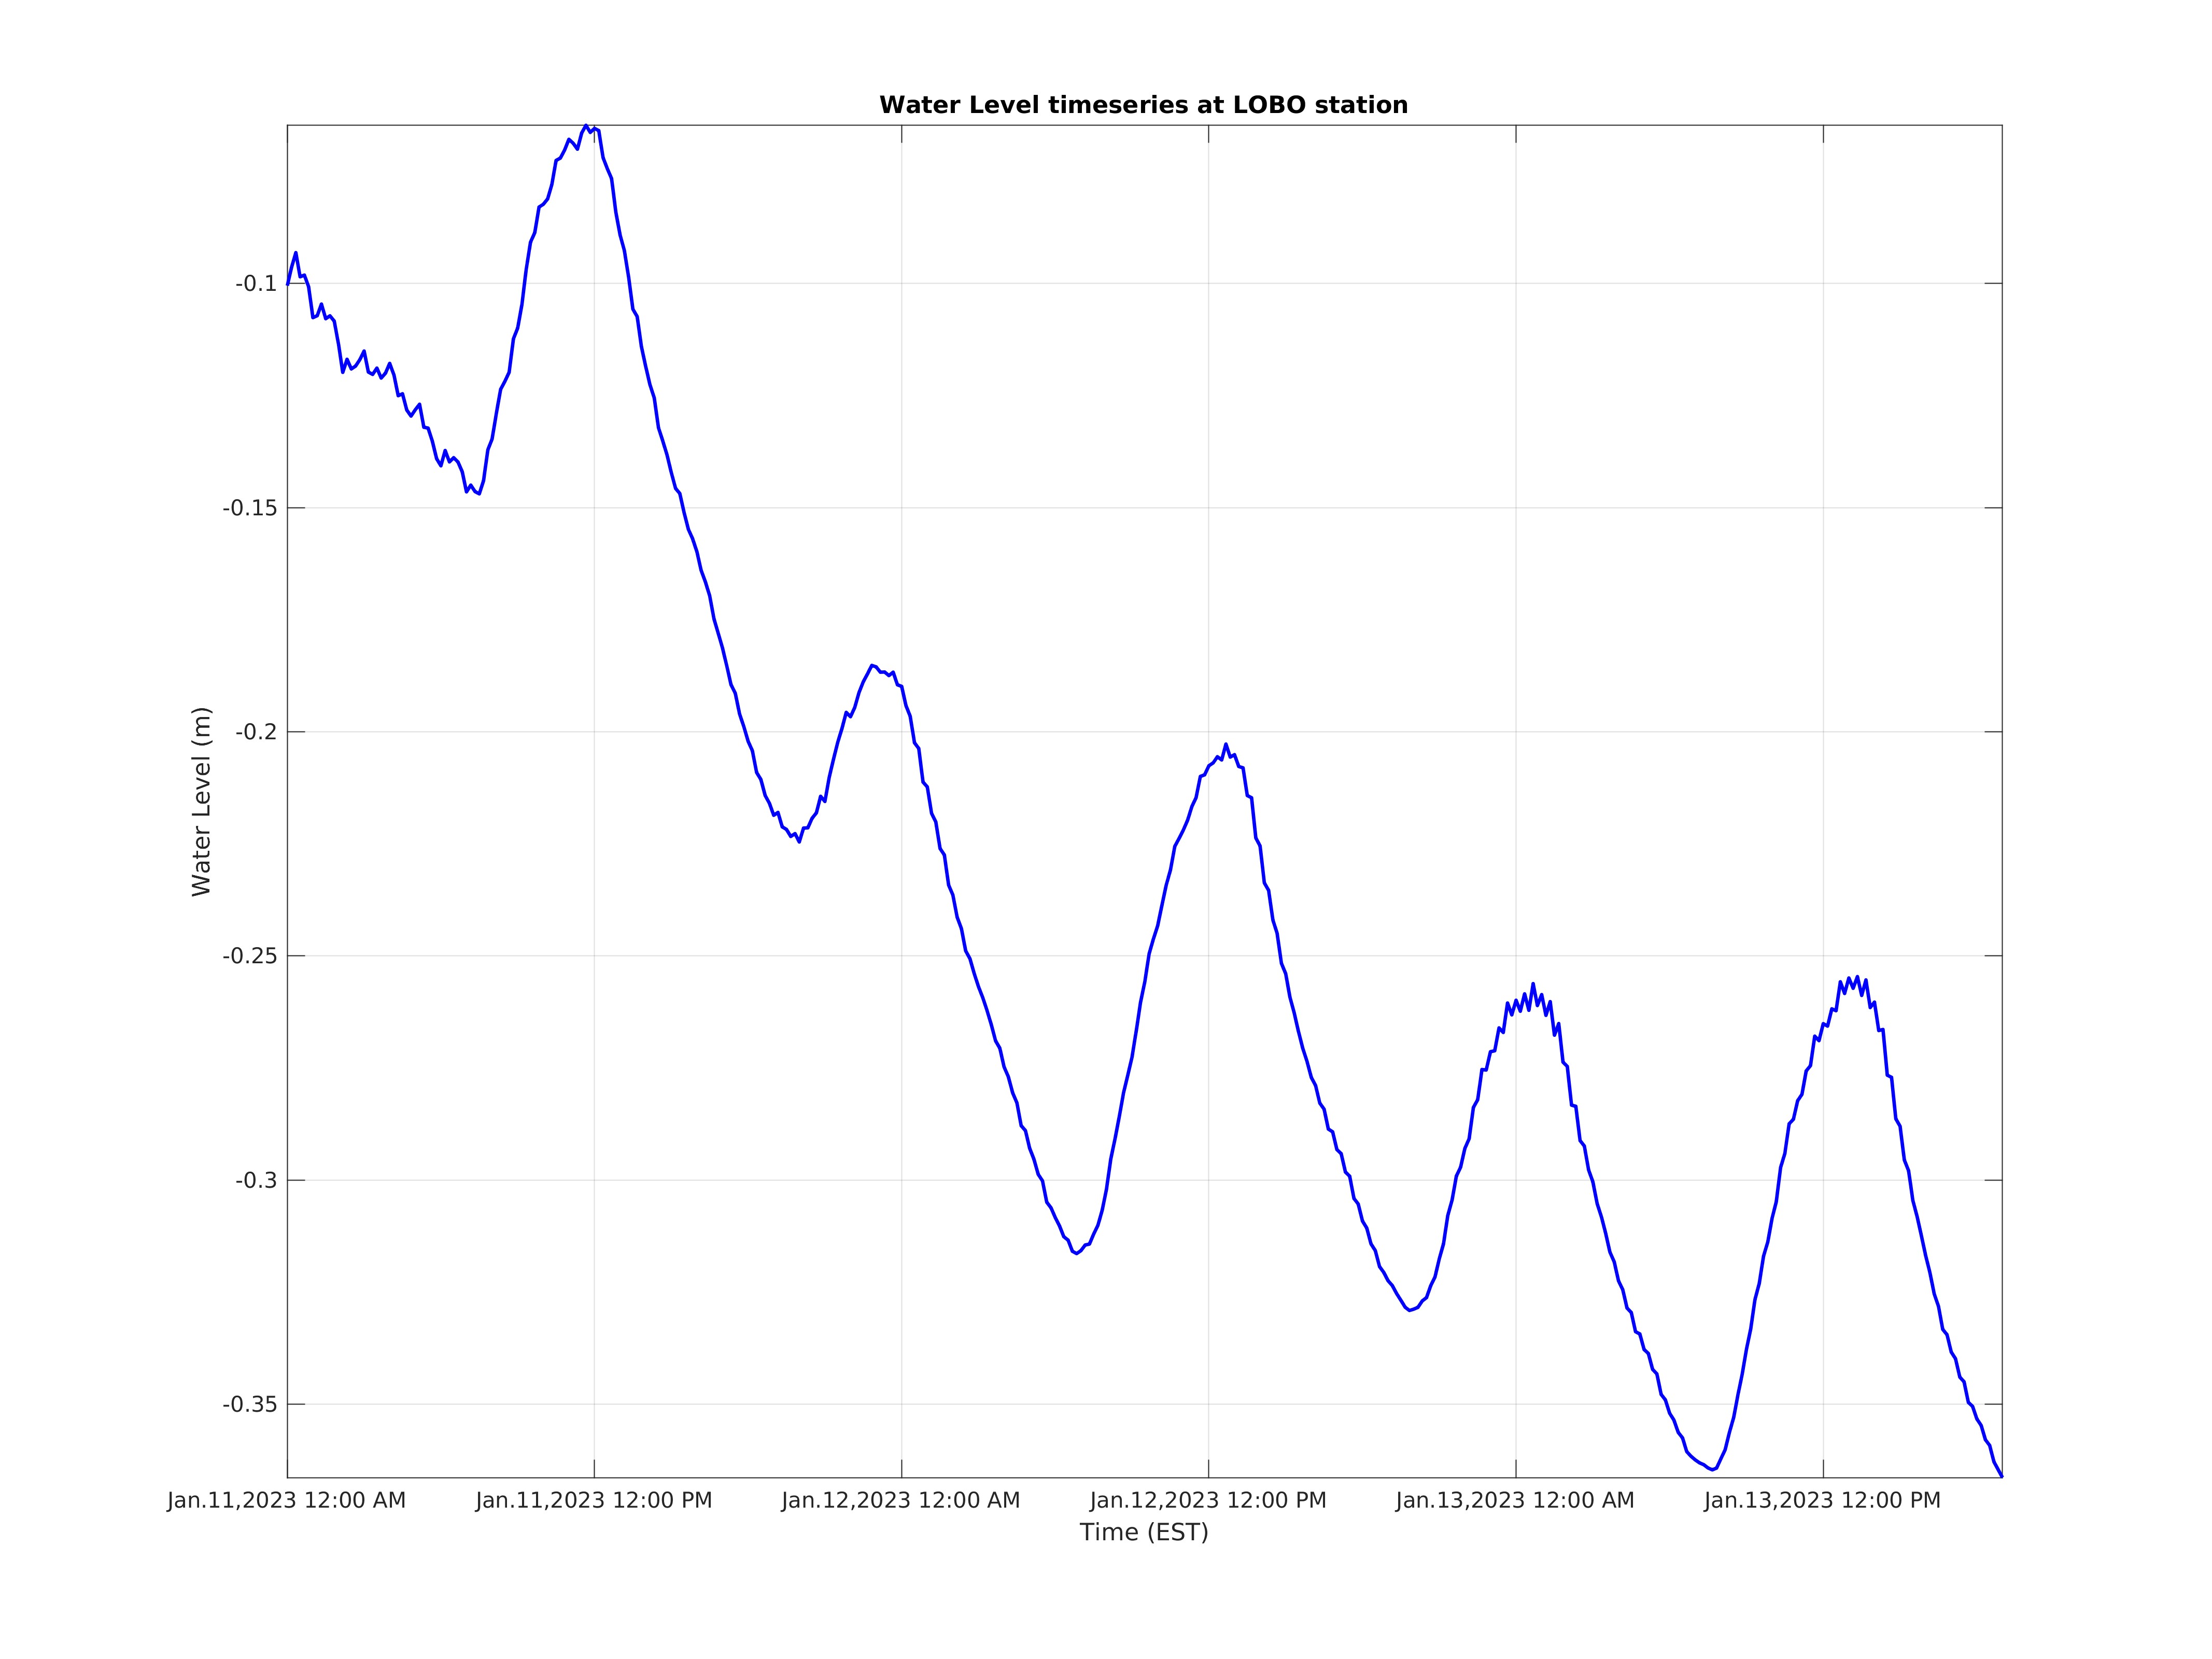 Water Level timeseries at LOBO station
-0.1
-0.15
-0.2
-0.25
-0.3
-0.35
Water Level (m)
Jan.11,2023 12:00 AM
Jan.11,2023 12:00 PM
Jan.12,2023 12:00 AM
Jan.12,2023 12:00 PM
Jan.13,2023 12:00 AM
Jan.13,2023 12:00 PM
Time (EST)